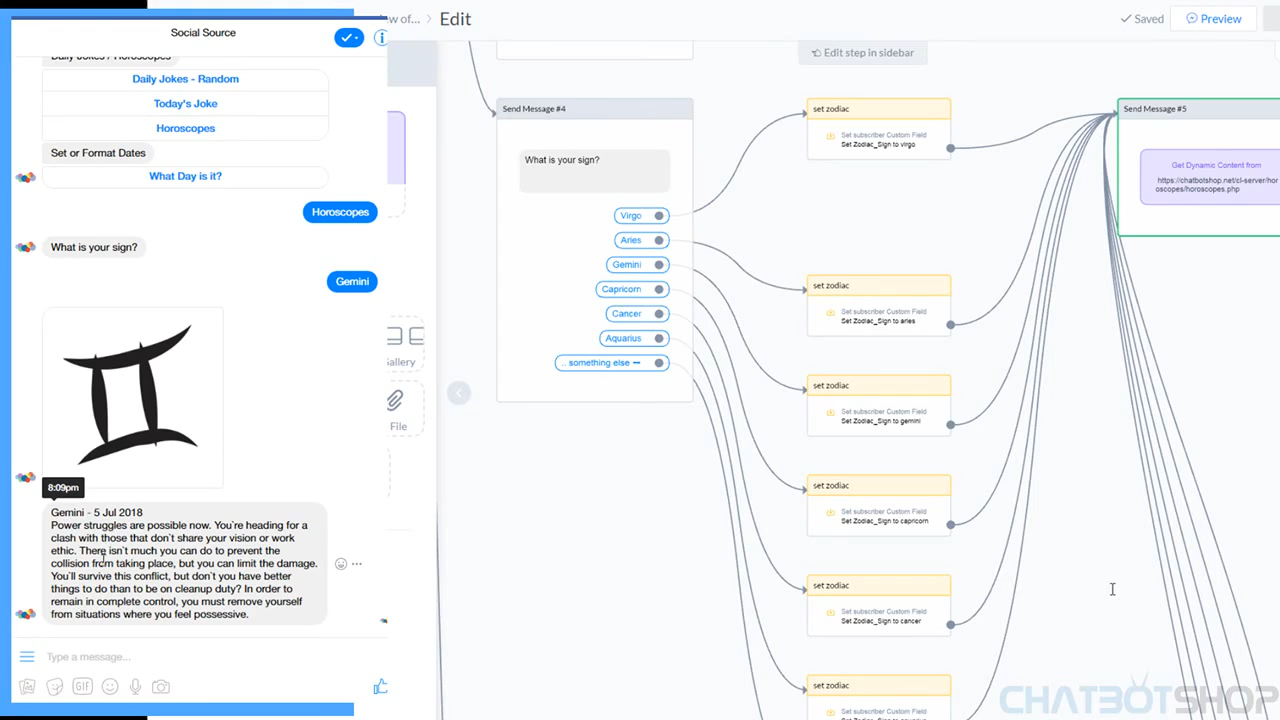 Social Source
Daily Jokes / Horoscopes
Daily Jokes - Random
Today's Joke
Horoscopes
Set or Format Dates
What Day is it?
Horoscopes
What is your sign?
Gemini
8:09pm
Gemini - 5 Jul 2018
Power struggles are possible now. You`re heading for a
clash with those that don`t share your vision or work
ethic. There isn`t much you can do to prevent the
collision from taking place, but you can limit the damage.
You`ll survive this conflict, but don`t you have better
things to do than to be on cleanup duty? In order to
remain in complete control, you must remove yourself
from situations where you feel possessive.
Type a message...
GIF
ew of... > Edit
Saved
Preview
Edit step in sidebar
allery
File
Send Message #4
What is your sign?
Virgo
Aries
Gemini
Capricorn
Cancer
Aquarius
.. something else
set zodiac
Set subscriber Custom Field
Set Zodiac_Sign to virgo
set zodiac
Set subscriber Custom Field
Set Zodiac_Sign to aries
set zodiac
Set subscriber Custom Field
Set Zodiac_Sign to gemini
set zodiac
Set subscriber Custom Field
Set Zodiac_Sign to capricorn
set zodiac
Set subscriber Custom Field
Set Zodiac_Sign to cancer
set zodiac
Set subscriber Custom Field
Send Message #5
Get Dynamic Content from
https://chatbotshop.net/cl-server/hor
oscopes/horoscopes.php
CHATBOTSHOP